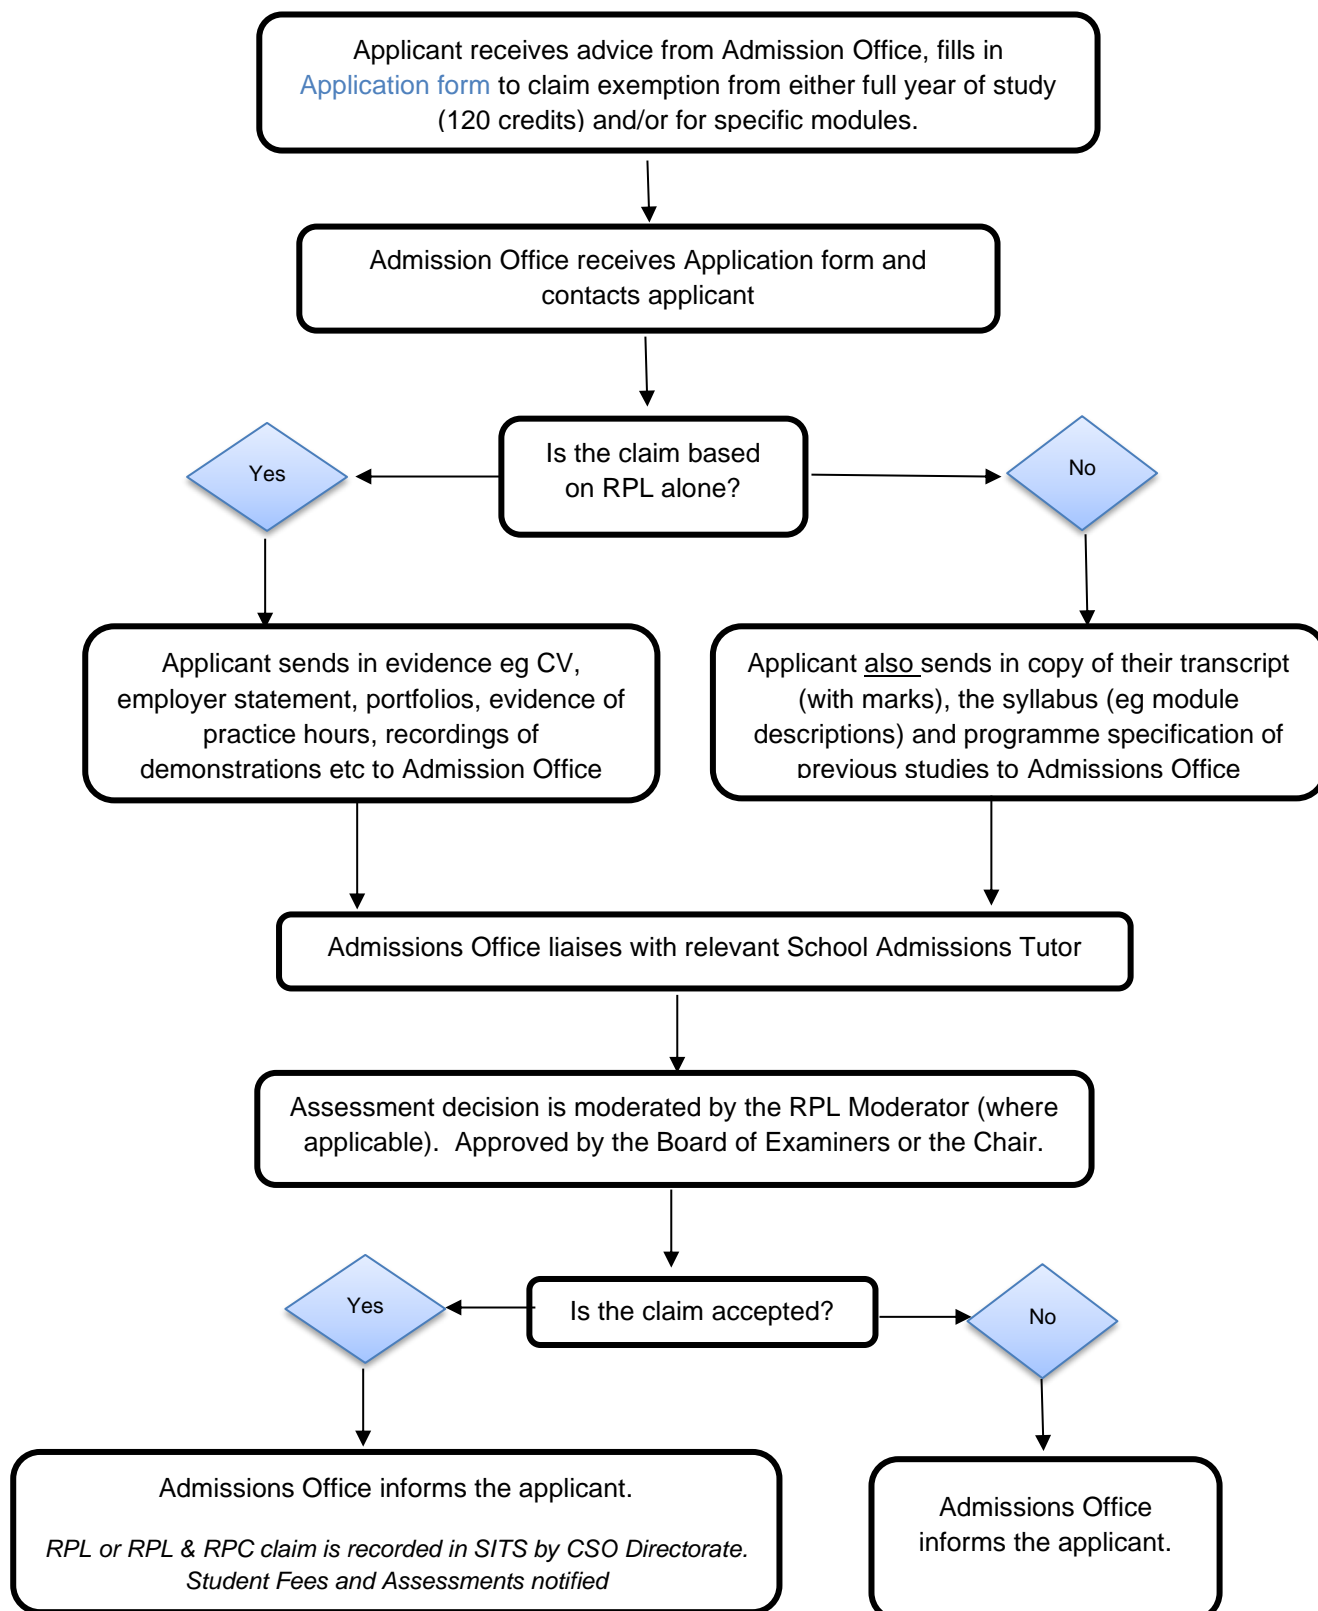 Applicant receives advice from Admission Office, fills in
Application form to claim exemption from either full year of study
(120 credits) and/or for specific modules.
Admission Office receives Application form and
contacts applicant
Is the claim based
on RPL alone?
Yes
No
Applicant sends in evidence eg CV,
employer statement, portfolios, evidence of
practice hours, recordings of
demonstrations etc to Admission Office
Applicant also sends in copy of their transcript
(with marks), the syllabus (eg module
descriptions) and programme specification of
previous studies to Admissions Office
Admissions Office liaises with relevant School Admissions Tutor
Assessment decision is moderated by the RPL Moderator (where
applicable).  Approved by the Board of Examiners or the Chair.
Is the claim accepted?
Yes
No
Admissions Office informs the applicant.
RPL or RPL & RPC claim is recorded in SITS by CSO Directorate.
Student Fees and Assessments notified
Admissions Office
informs the applicant.